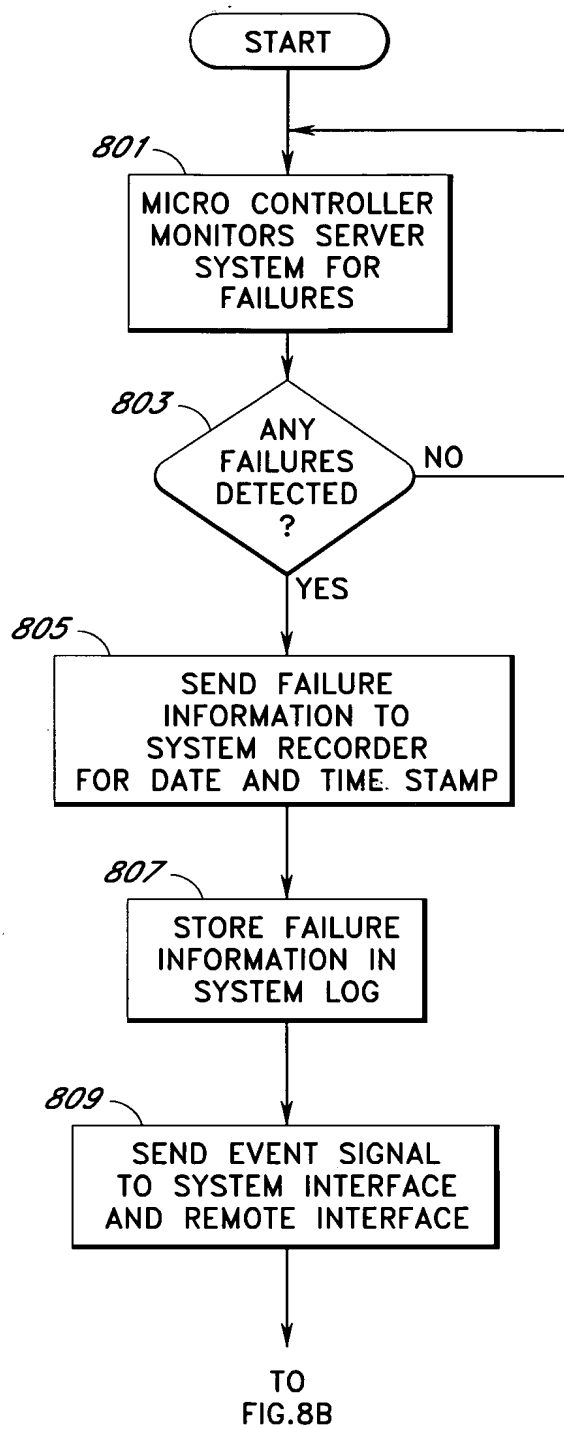 START
801
MICRO CONTROLLER
MONITORS SERVER
SYSTEM FOR
FAILURES
803
ANY
FAILURES
DETECTED
?
NO
YES
805
SEND FAILURE
INFORMATION TO
SYSTEM RECORDER
FOR DATE AND TIME STAMP
807
STORE FAILURE
INFORMATION IN
SYSTEM LOG
809
SEND EVENT SIGNAL
TO SYSTEM INTERFACE
AND REMOTE INTERFACE
TO
FIG.8B